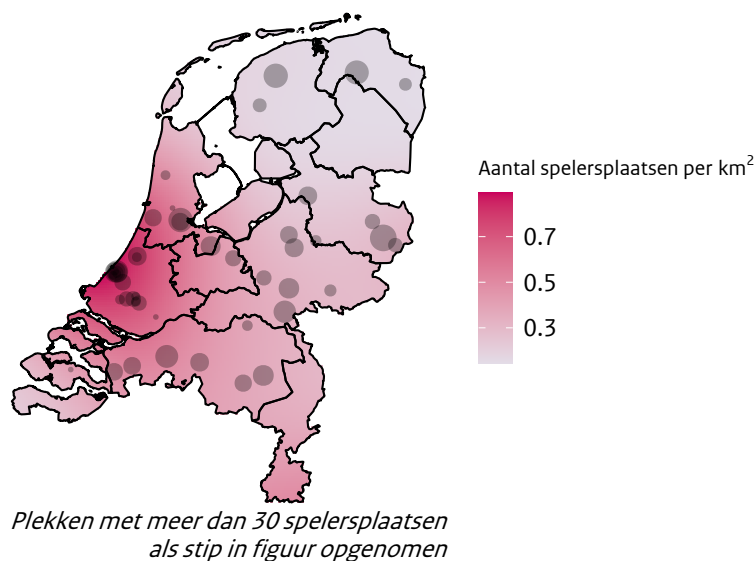 Aantal spelersplaatsen per km²
0.7
0.5
0.3
Plekken met meer dan 30 spelersplaatsen
als stip in figuur opgenomen